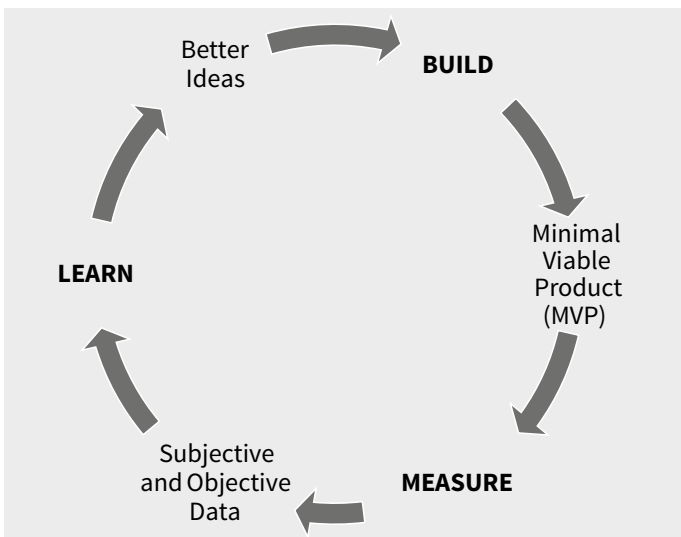 Better
Ideas
BUILD
Minimal
Viable
Product
(MVP)
MEASURE
Subjective
and Objective
Data
LEARN